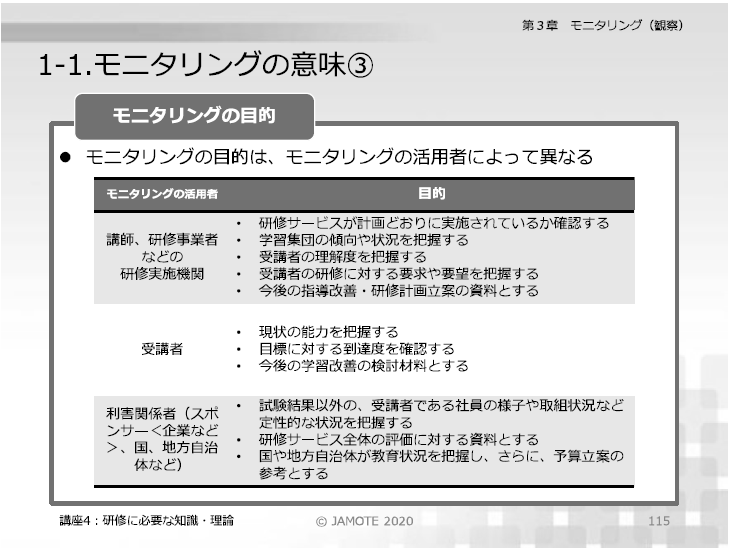 第３章　モニタリング（観察）
1-1.モニタリングの意味③
モニタリングの目的
● モニタリングの目的は、モニタリングの活用者によって異なる
モニタリングの活用者
目的
講師、研修事業者
などの
研修実施機関
• 研修サービスが計画どおりに実施されているか確認する
• 学習集団の傾向や状況を把握する
• 受講者の理解度を把握する
• 受講者の研修に対する要求や要望を把握する
• 今後の指導改善・研修計画立案の資料とする
受講者
• 現状の能力を把握する
• 目標に対する到達度を確認する
• 今後の学習改善の検討材料とする
利害関係者（スポ
ンサー＜企業など
＞、国、地方自治
体など）
• 試験結果以外の、受講者である社員の様子や取組状況など
定性的な状況を把握する
• 研修サービス全体の評価に対する資料とする
• 国や地方自治体が教育状況を把握し、さらに、予算立案の
参考とする
講座4：研修に必要な知識・理論
© JAMOTE 2020
115